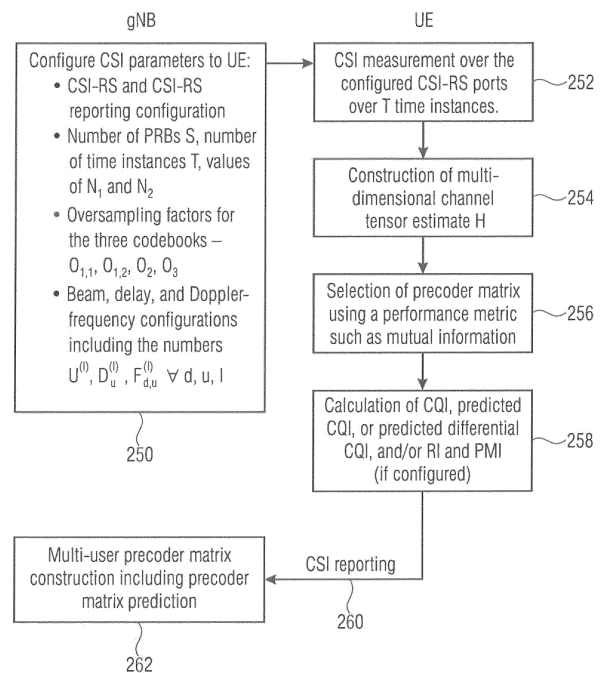 gNB
UE
Configure CSI parameters to UE:
• CSI-RS and CSI-RS
reporting configuration
• Number of PRBs S, number
of time instances T, values
of N1 and N2
• Oversampling factors for
the three codebooks –
O1,1, O1,2, O2, O3
• Beam, delay, and Doppler-
frequency configurations
including the numbers
U^(l), D_u^(l), F_d,u^(l) ∀ d, u, l
250
CSI measurement over the
configured CSI-RS ports
over T time instances.
252
Construction of multi-
dimensional channel
tensor estimate H
254
Selection of precoder matrix
using a performance metric
such as mutual information
256
Calculation of CQI, predicted
CQI, or predicted differential
CQI, and/or RI and PMI
(if configured)
258
CSI reporting
260
Multi-user precoder matrix
construction including precoder
matrix prediction
262